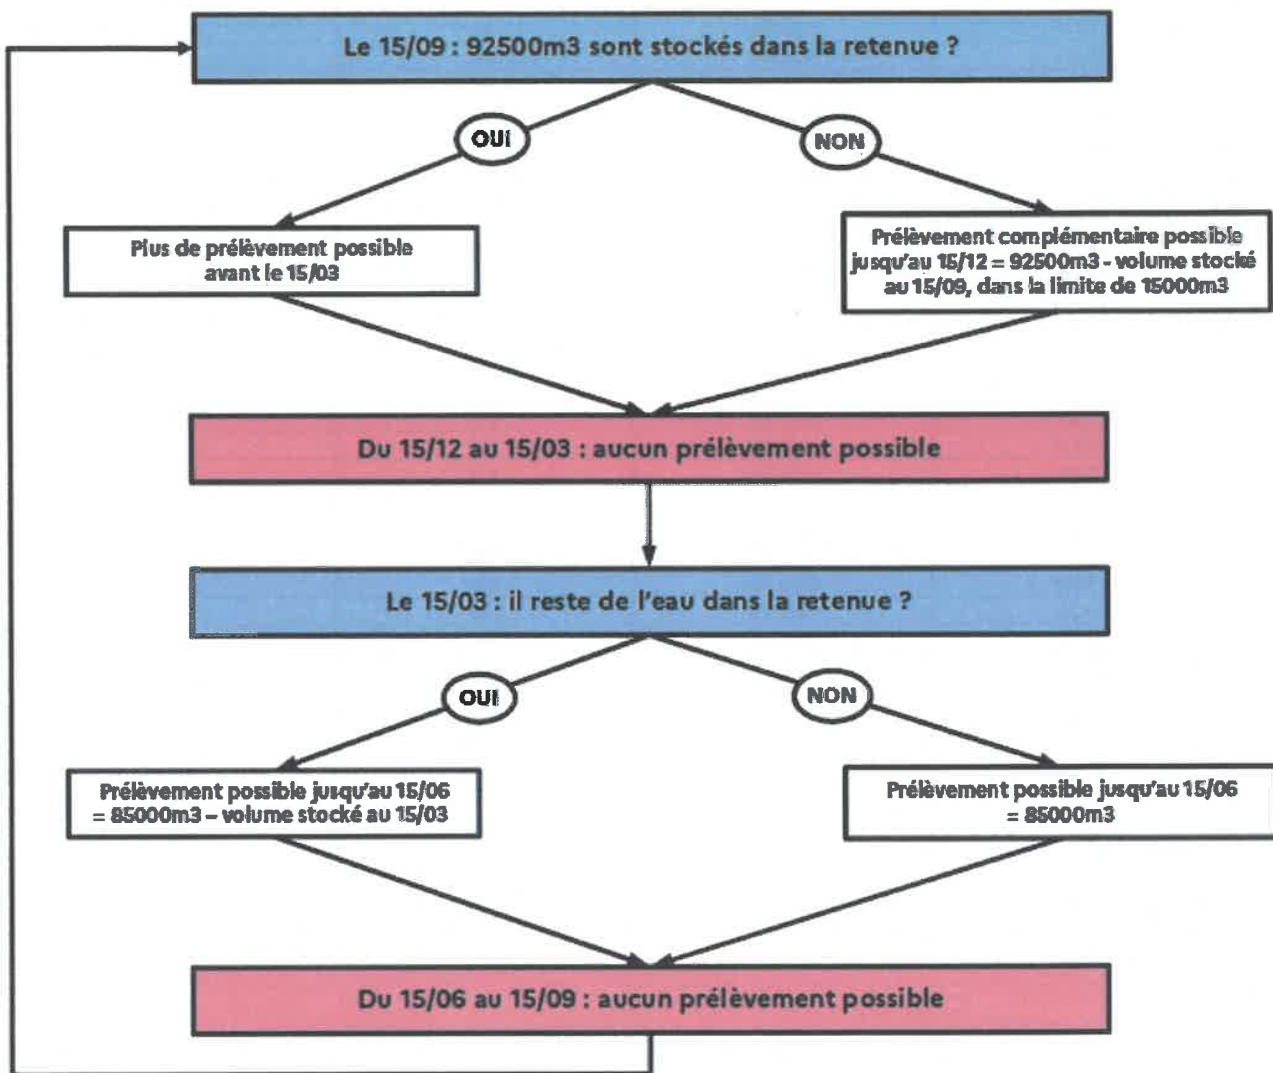 Le 15/09 : 92500m3 sont stockés dans la retenue ?
OUI
NON
Plus de prélèvement possible
avant le 15/03
Prélèvement complémentaire possible
jusqu'au 15/12 = 92500m3 - volume stocké
au 15/09, dans la limite de 15000m3
Du 15/12 au 15/03 : aucun prélèvement possible
Le 15/03 : il reste de l'eau dans la retenue ?
OUI
NON
Prélèvement possible jusqu'au 15/06
= 85000m3 – volume stocké au 15/03
Prélèvement possible jusqu'au 15/06
= 85000m3
Du 15/06 au 15/09 : aucun prélèvement possible